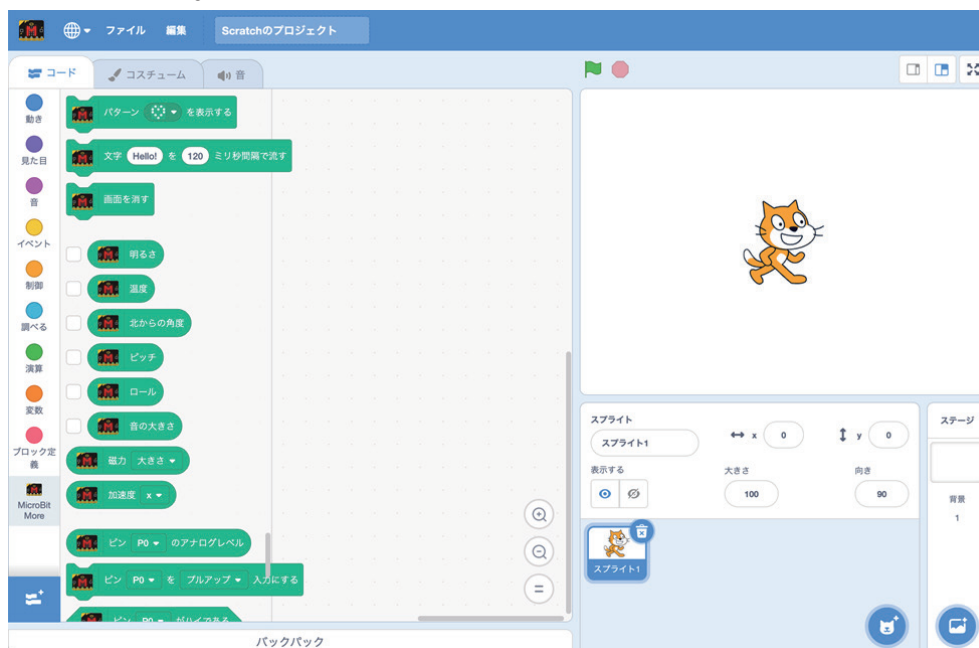 ファイル 編集 Scratchのプロジェクト
コード コスチューム 音
動き
見た目
音
イベント
制御
調べる
演算
変数
ブロック定義
MicroBit More
パターン を表示する
文字 Hello! を 120 ミリ秒間隔で流す
画面を消す
明るさ
温度
北からの角度
ピッチ
ロール
音の大きさ
磁力 大きさ
加速度 x
ピン P0 のアナログレベル
ピン P0 を プルアップ 入力にする
ピン P0 がハイである
バックパック
スプライト
スプライト1 x 0 y 0
表示する 大きさ 向き
100 90
スプライト1
ステージ
背景
1